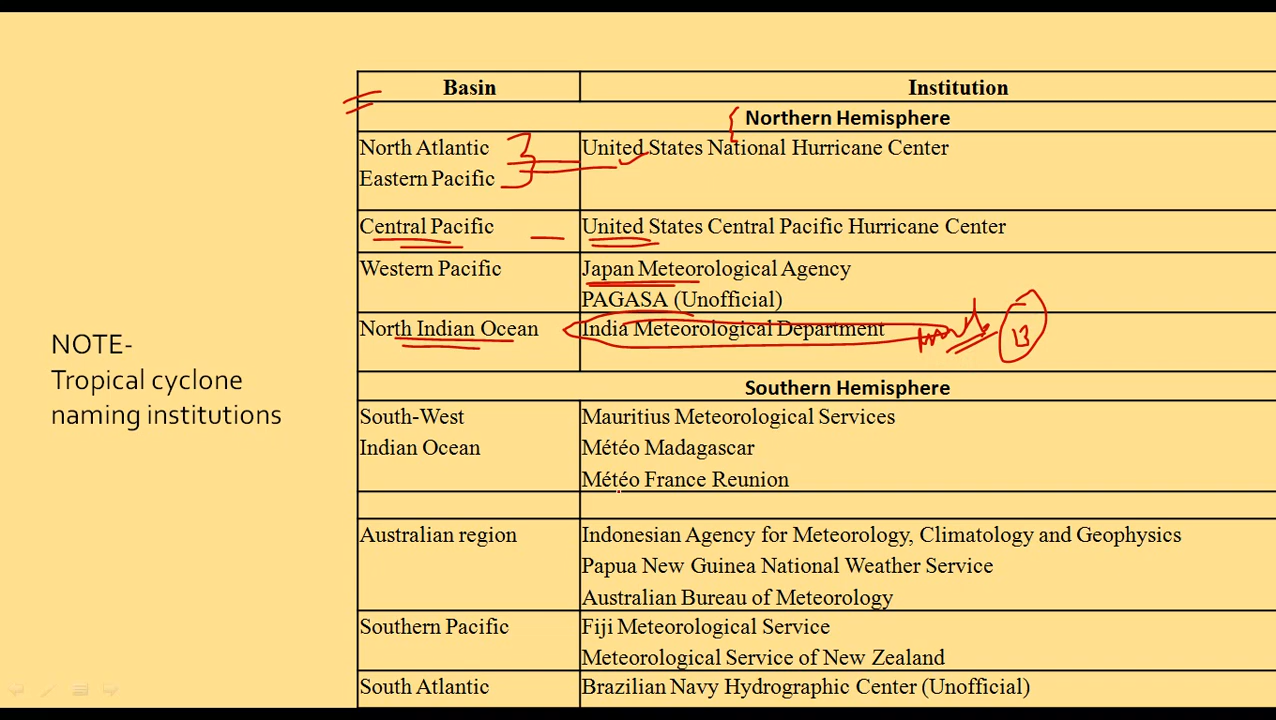 Basin Institution
Northern Hemisphere
North Atlantic United States National Hurricane Center
Eastern Pacific
Central Pacific United States Central Pacific Hurricane Center
Western Pacific Japan Meteorological Agency
PAGASA (Unofficial)
North Indian Ocean India Meteorological Department 13
NOTE-
Tropical cyclone
naming institutions
Southern Hemisphere
South-West Mauritius Meteorological Services
Indian Ocean Météo Madagascar
Météo France Reunion
Australian region Indonesian Agency for Meteorology, Climatology and Geophysics
Papua New Guinea National Weather Service
Australian Bureau of Meteorology
Southern Pacific Fiji Meteorological Service
Meteorological Service of New Zealand
South Atlantic Brazilian Navy Hydrographic Center (Unofficial)